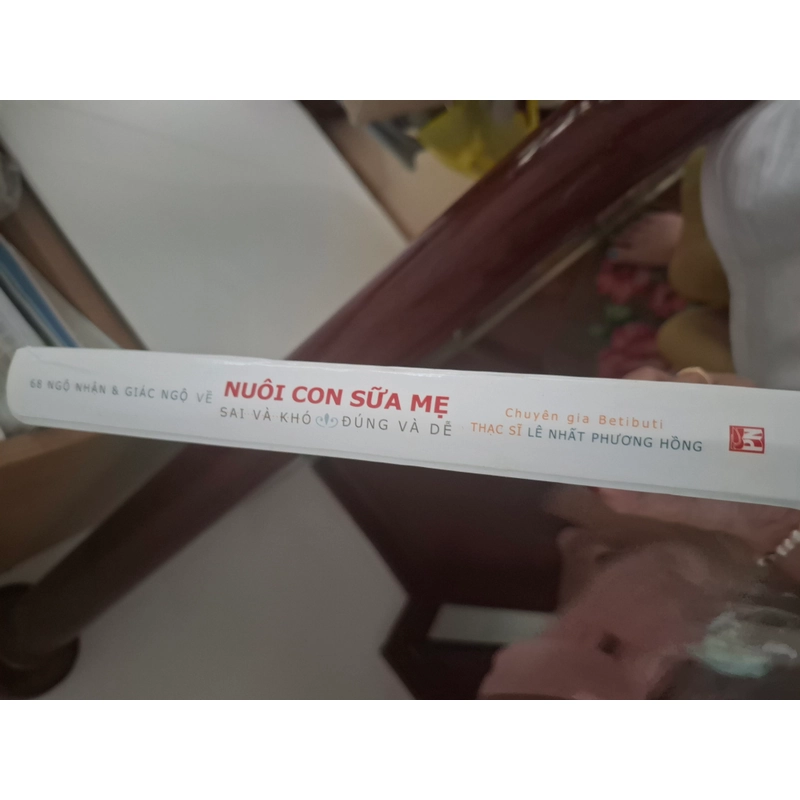 68 NGỘ NHẬN & GIÁC NGỘ VỀ
NUÔI CON SỮA MẸ
SAI VÀ KHÓ ĐÚNG VÀ DỄ
Chuyên gia Betibuti
THẠC SĨ LÊ NHẤT PHƯƠNG HỒNG